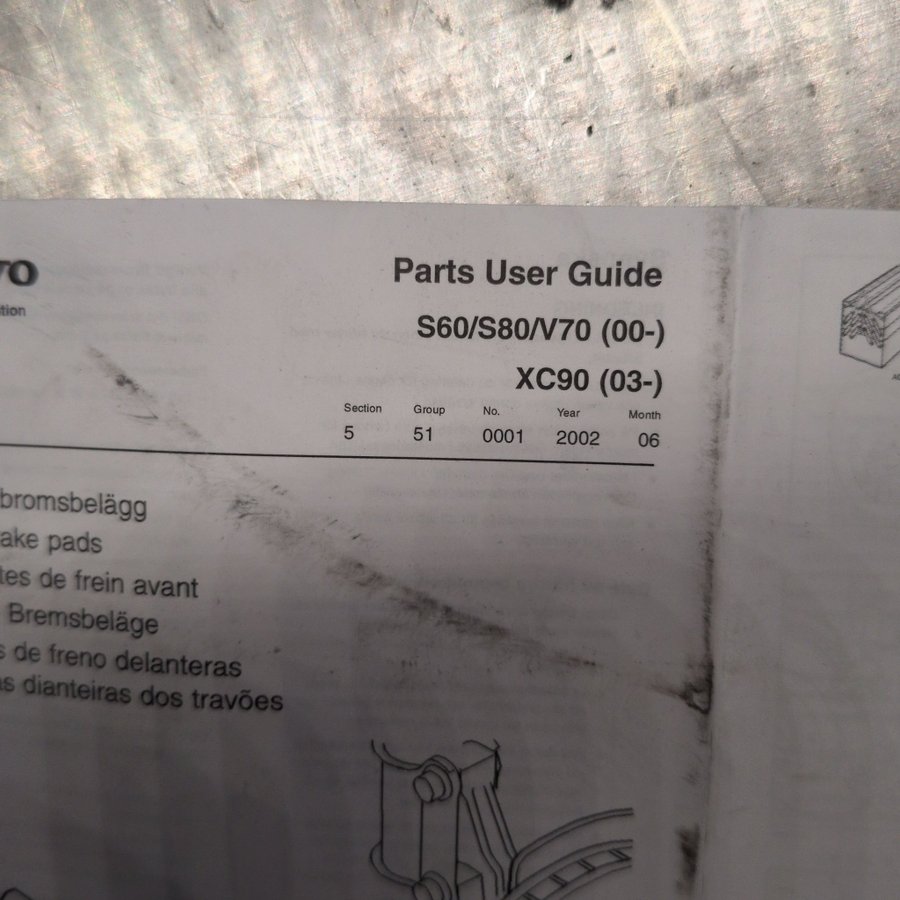 Parts User Guide
S60/S80/V70 (00-)
XC90 (03-)
Section Group No. Year Month
5 51 0001 2002 06
bromsbelägg
ake pads
tes de frein avant
Bremsbeläge
s de freno delanteras
as dianteiras dos travões